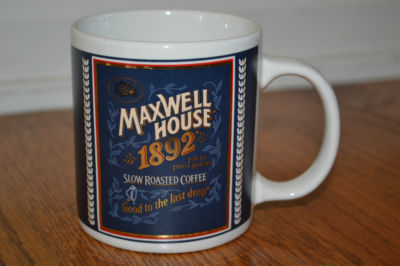 MAXWELL
HOUSE
1892
SLOW ROASTED COFFEE
Good to the last drop